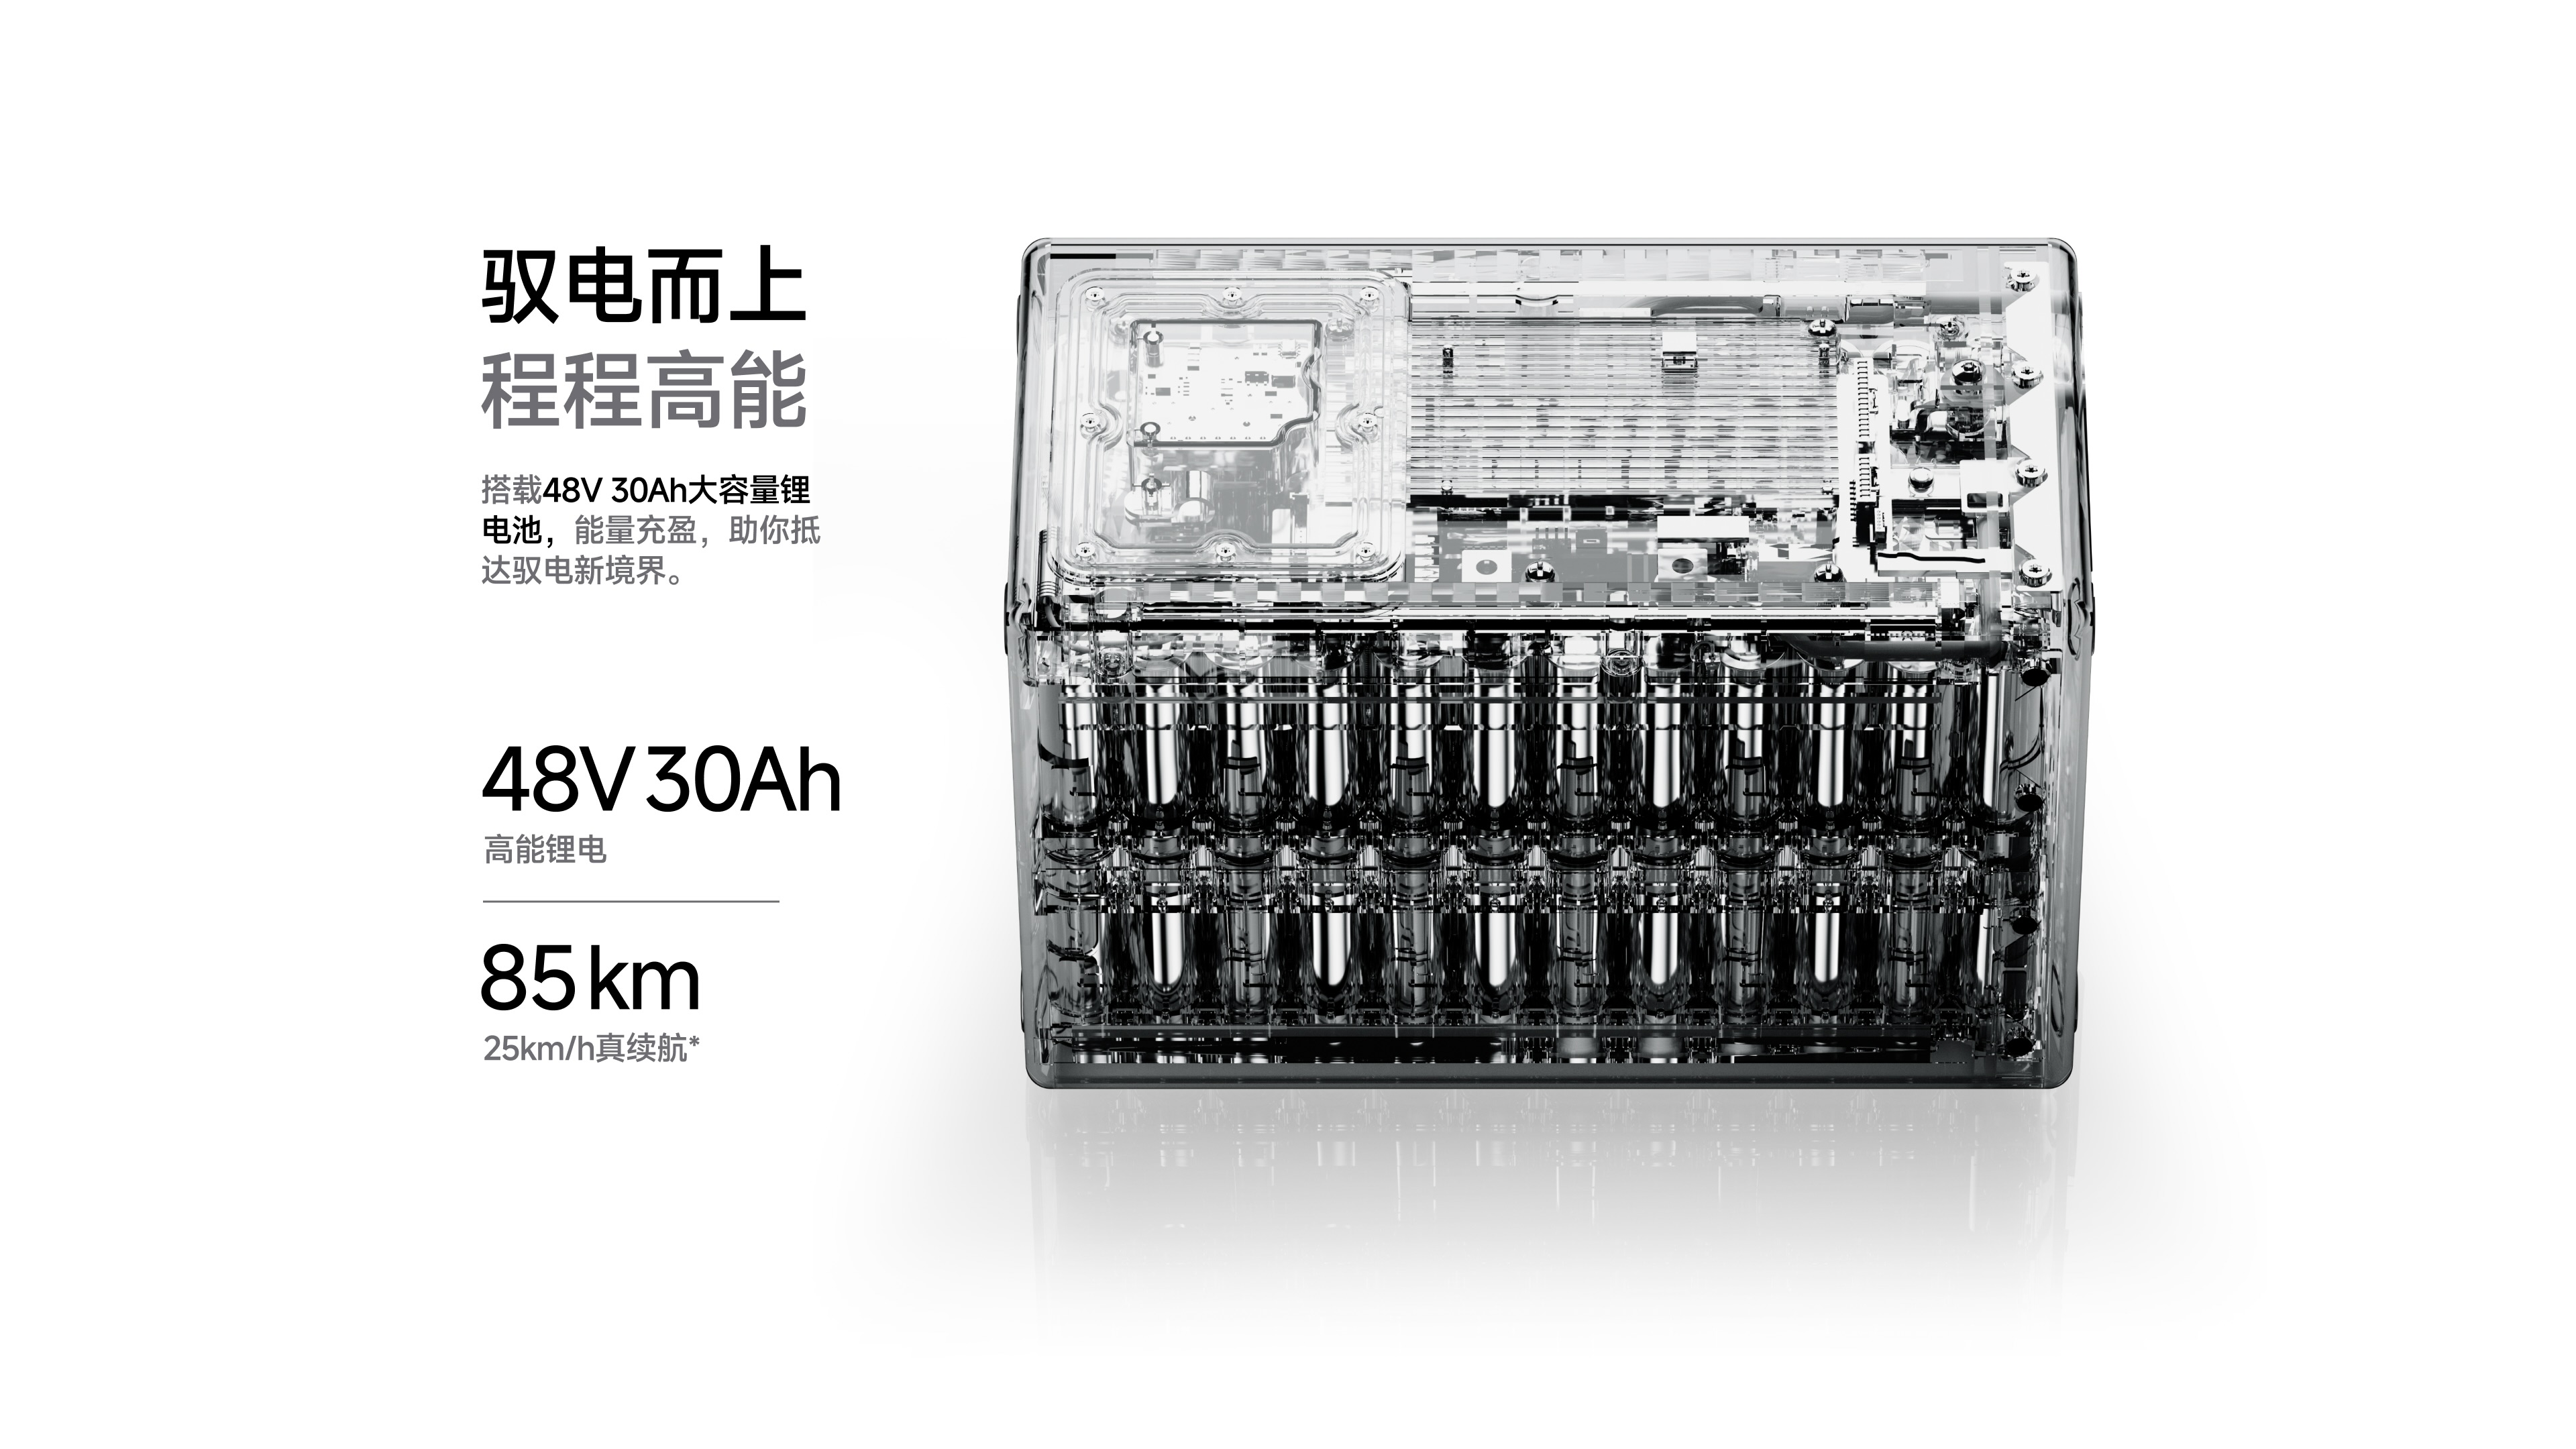 驭电而上
程程高能
搭载48V 30Ah大容量锂
电池，能量充盈，助你抵
达驭电新境界。
48V 30Ah
高能锂电
85 km
25km/h真续航*